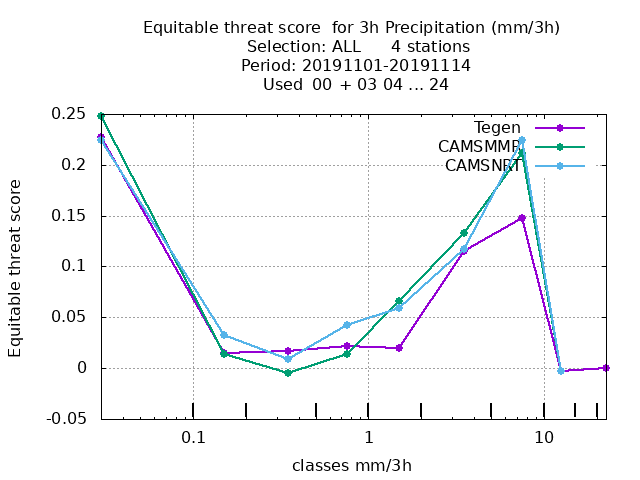 Equitable threat score  for 3h Precipitation (mm/3h)
Selection: ALL      4 stations
Period: 20191101-20191114
Used  00  + 03 04 ... 24
Tegen
CAMSMMR
CAMSNRT
0.25
0.2
0.15
0.1
0.05
0
-0.05
Equitable threat score
0.1
1
10
classes mm/3h